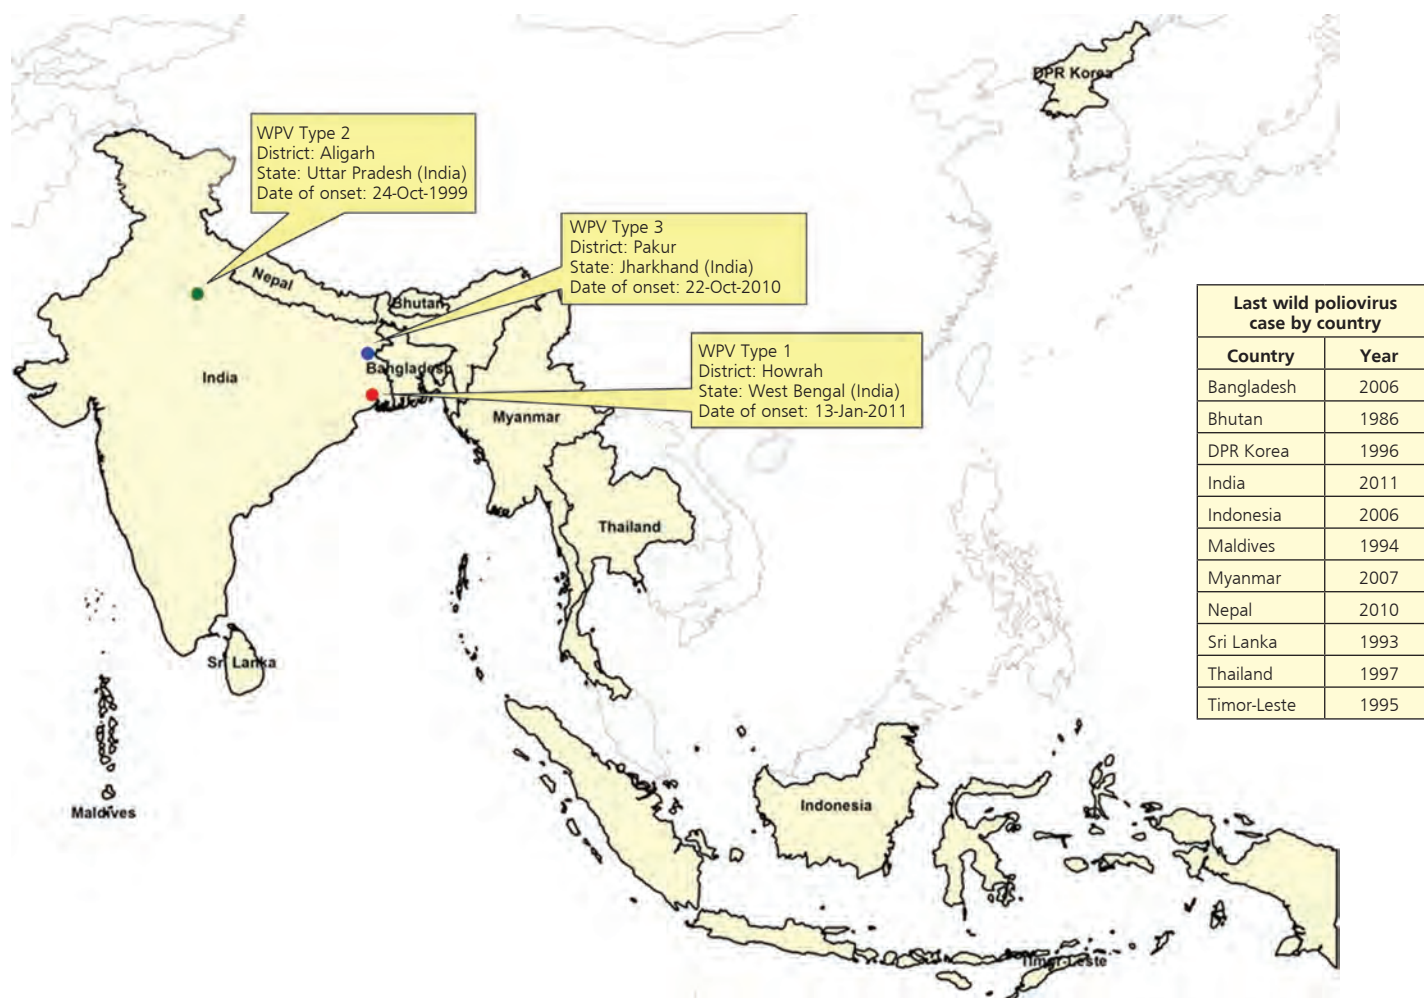 DPR Korea
WPV Type 2
District: Aligarh
State: Uttar Pradesh (India)
Date of onset: 24-Oct-1999
WPV Type 3
District: Pakur
State: Jharkhand (India)
Date of onset: 22-Oct-2010
Nepal
Bhutan
WPV Type 1
District: Howrah
State: West Bengal (India)
Date of onset: 13-Jan-2011
India
Bangladesh
Myanmar
Thailand
Sri Lanka
Maldives
Indonesia
Timor-Leste
Last wild poliovirus
case by country
Country Year
Bangladesh 2006
Bhutan 1986
DPR Korea 1996
India 2011
Indonesia 2006
Maldives 1994
Myanmar 2007
Nepal 2010
Sri Lanka 1993
Thailand 1997
Timor-Leste 1995